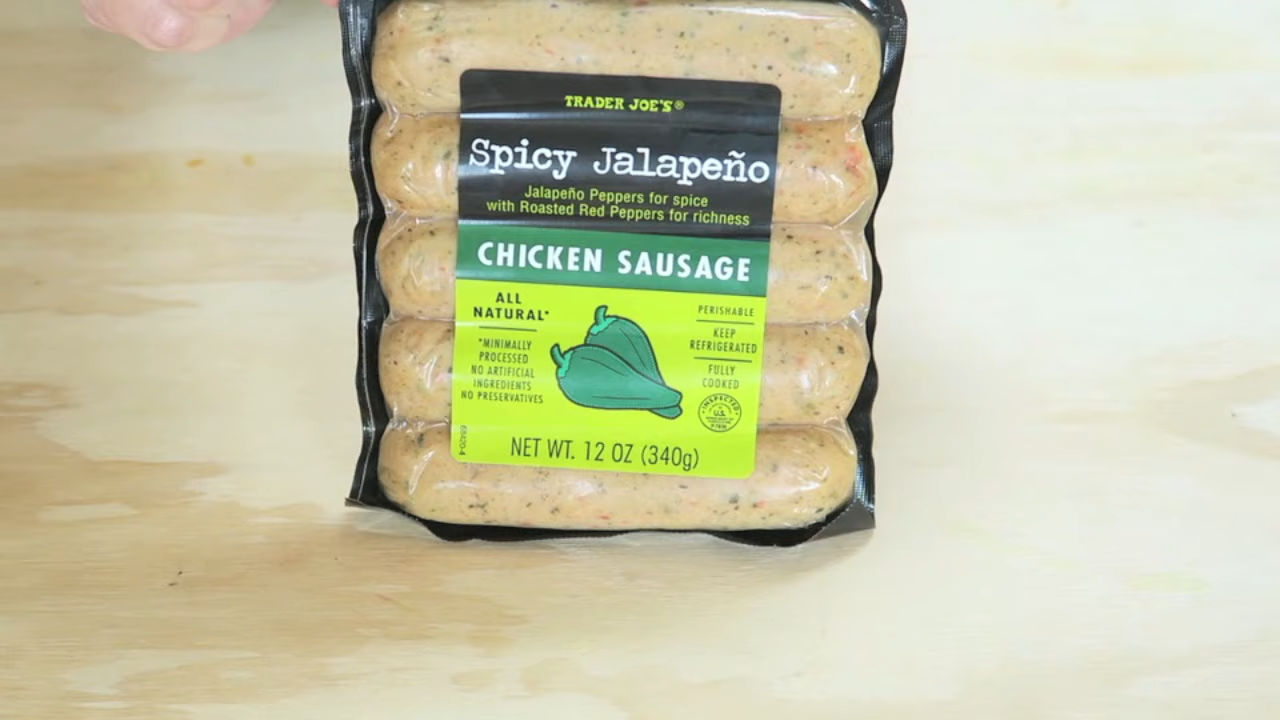 TRADER JOE'S®
Spicy Jalapeño
Jalapeño Peppers for spice
with Roasted Red Peppers for richness
CHICKEN SAUSAGE
ALL
NATURAL*
*MINIMALLY
PROCESSED
NO ARTIFICIAL
INGREDIENTS
NO PRESERVATIVES
PERISHABLE
KEEP
REFRIGERATED
FULLY
COOKED
INSPECTED
U.S.
NET WT. 12 OZ (340g)